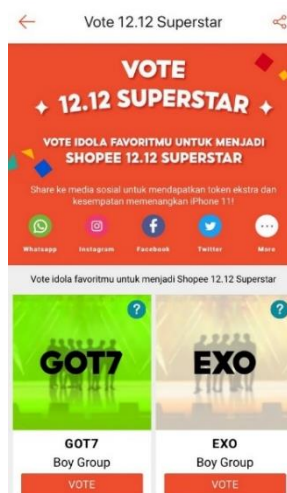 Vote 12.12 Superstar
VOTE
12.12 SUPERSTAR
VOTE IDOLA FAVORITMU UNTUK MENJADI
SHOPEE 12.12 SUPERSTAR
Share ke media sosial untuk mendapatkan token ekstra dan
kesempatan memenangkan iPhone 11!
Whatsapp Instagram Facebook Twitter More
Vote idola favoritmu untuk menjadi Shopee 12.12 Superstar
? ?
GOT7 EXO
GOT7 EXO
Boy Group Boy Group
VOTE VOTE